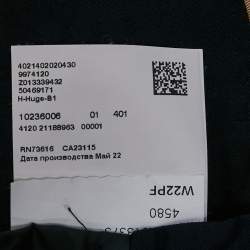 4021402020430
9974120
Z013339432
50469171
H-Huge-B1
10236006 01 401
4120 21188963 00001
RN73616 CA23115
Дата производства Май 22
W22PF
4580